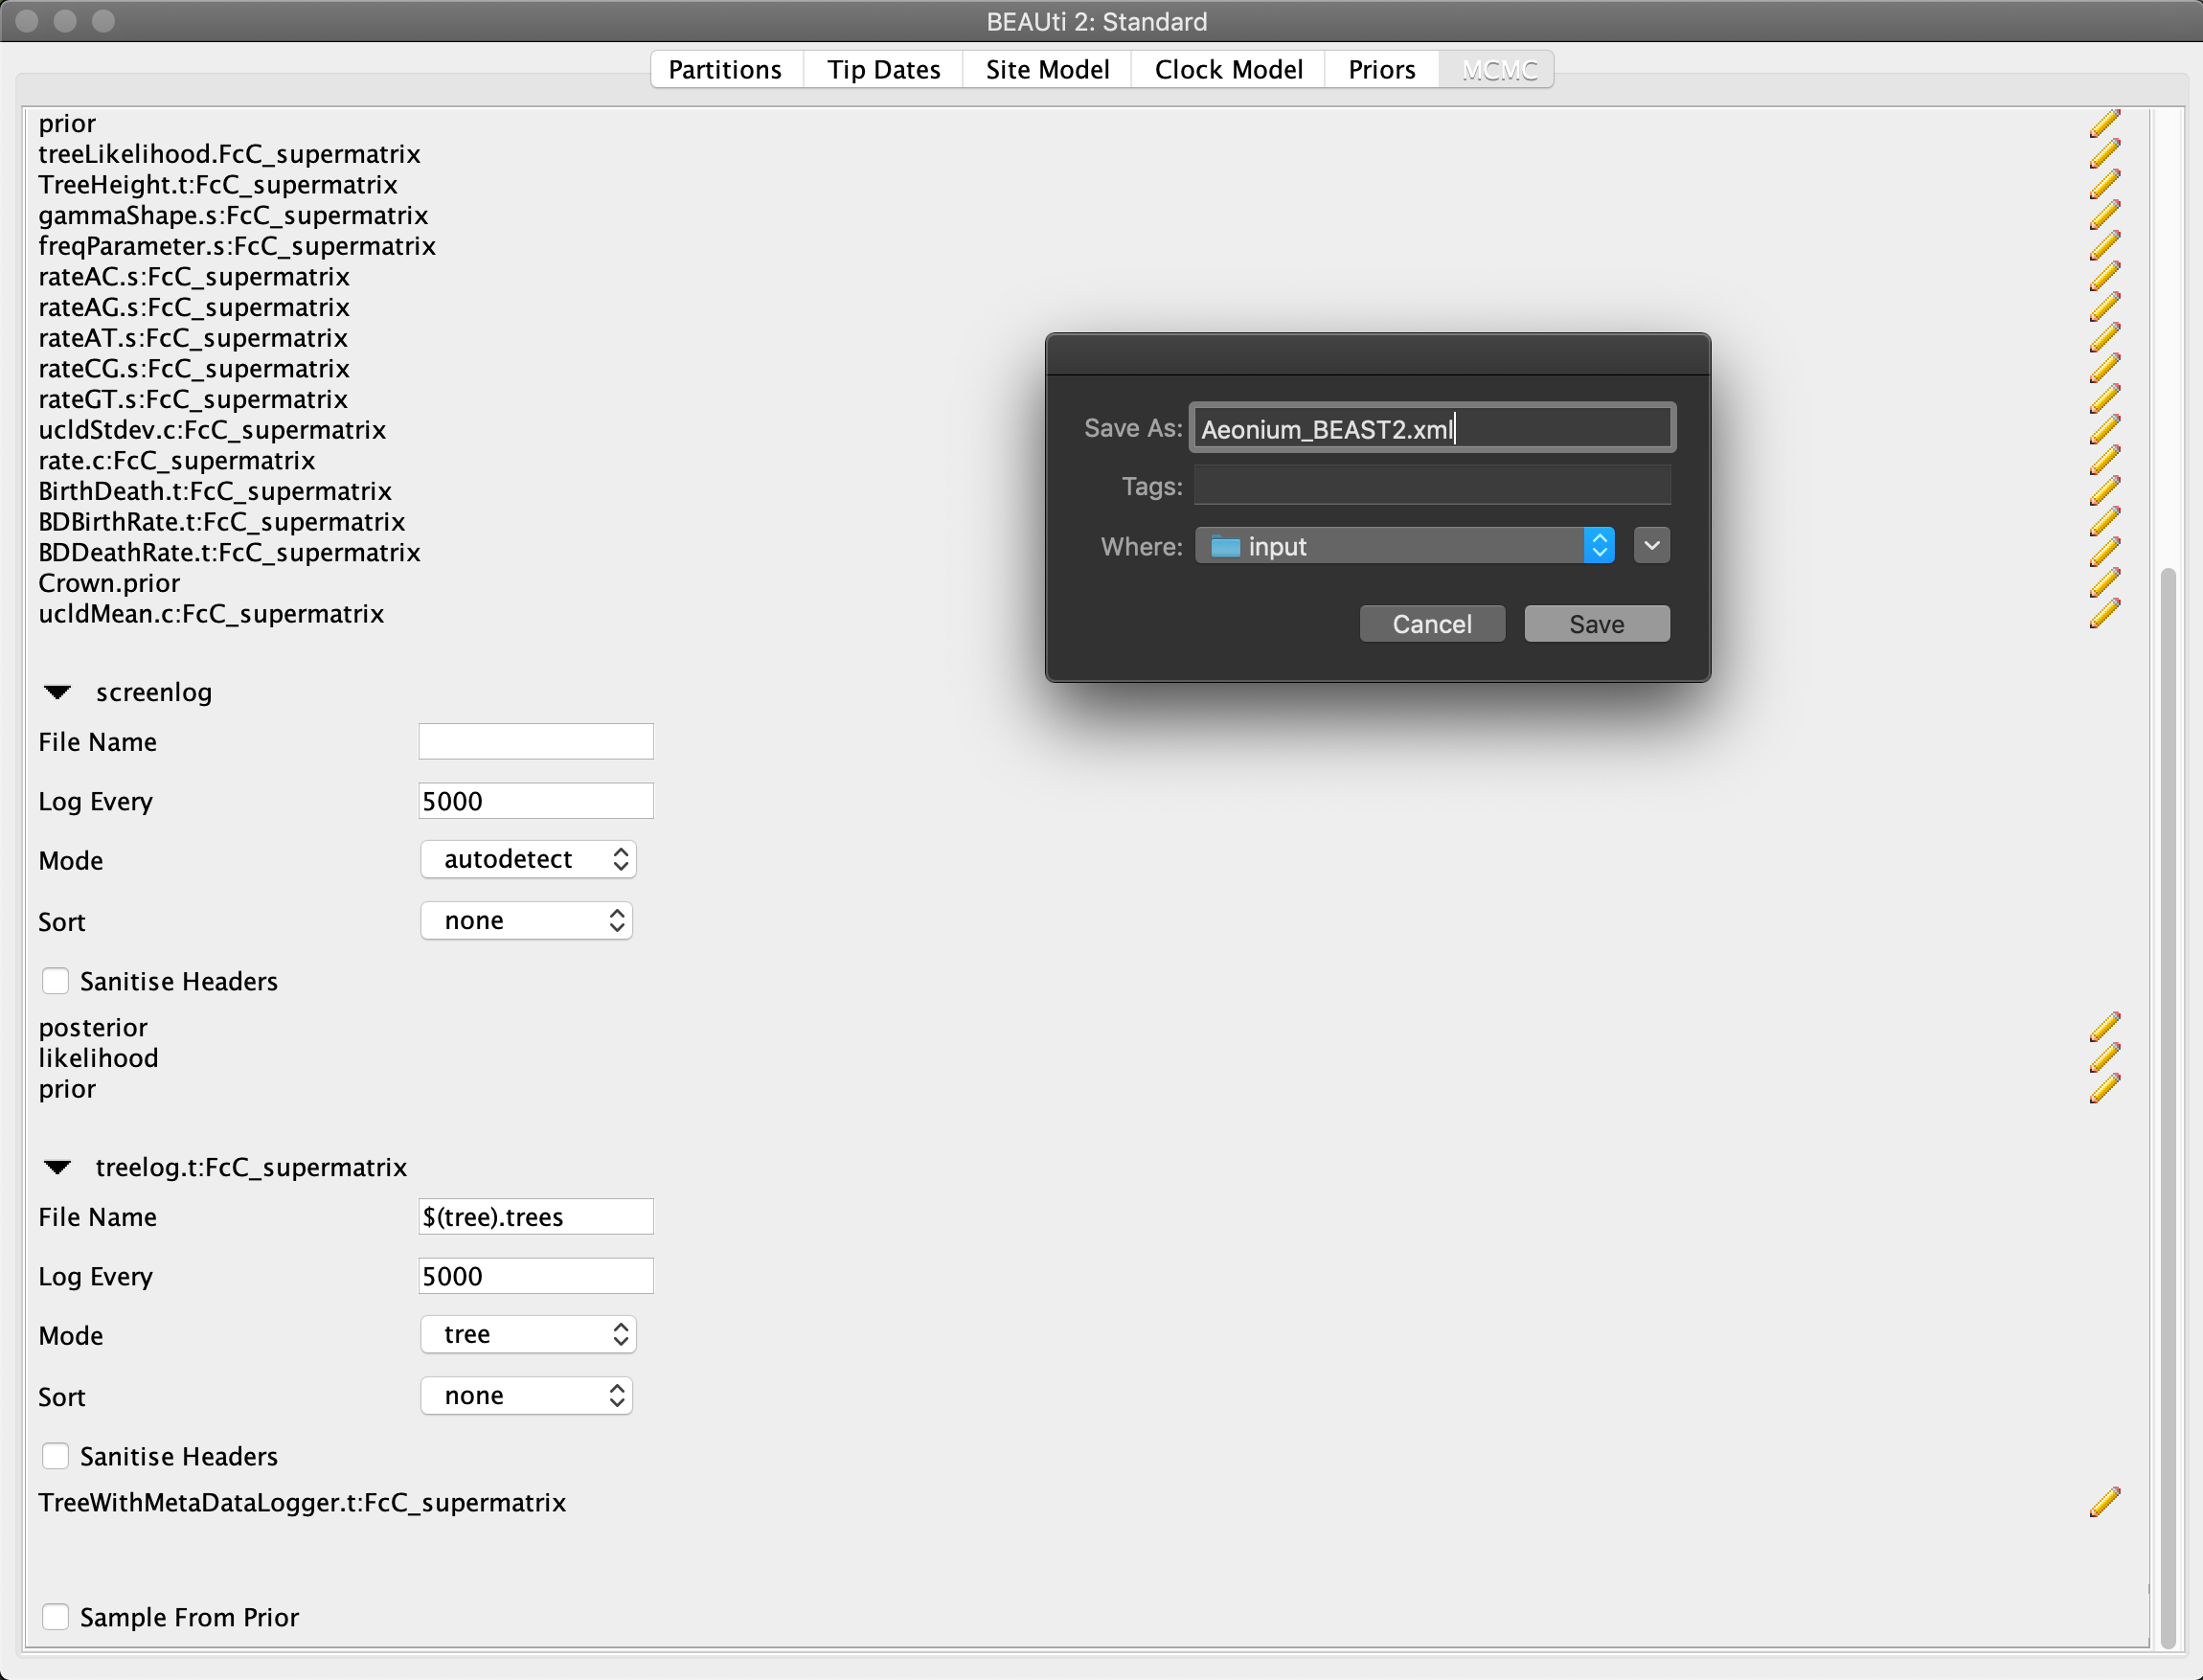 BEAUti 2: Standard
Partitions Tip Dates Site Model Clock Model Priors MCMC
prior
treeLikelihood.FcC_supermatrix
TreeHeight.t:FcC_supermatrix
gammaShape.s:FcC_supermatrix
freqParameter.s:FcC_supermatrix
rateAC.s:FcC_supermatrix
rateAG.s:FcC_supermatrix
rateAT.s:FcC_supermatrix
rateCG.s:FcC_supermatrix
rateGT.s:FcC_supermatrix
ucldStdev.c:FcC_supermatrix
rate.c:FcC_supermatrix
BirthDeath.t:FcC_supermatrix
BDBirthRate.t:FcC_supermatrix
BDDeathRate.t:FcC_supermatrix
Crown.prior
ucldMean.c:FcC_supermatrix
Save As: Aeonium_BEAST2.xml
Tags:
Where: input
Cancel Save
screenlog
File Name
Log Every 5000
Mode autodetect
Sort none
Sanitise Headers
posterior
likelihood
prior
treelog.t:FcC_supermatrix
File Name $(tree).trees
Log Every 5000
Mode tree
Sort none
Sanitise Headers
TreeWithMetaDataLogger.t:FcC_supermatrix
Sample From Prior